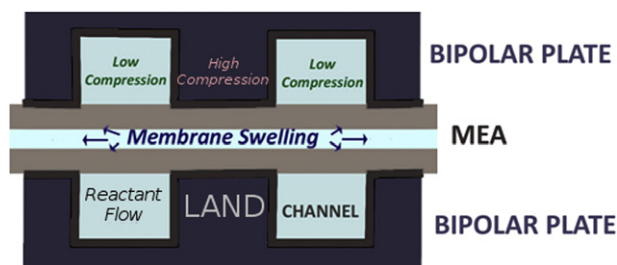 Low
Compression
High
Compression
Low
Compression
BIPOLAR PLATE
Membrane Swelling
MEA
Reactant
Flow
LAND
CHANNEL
BIPOLAR PLATE